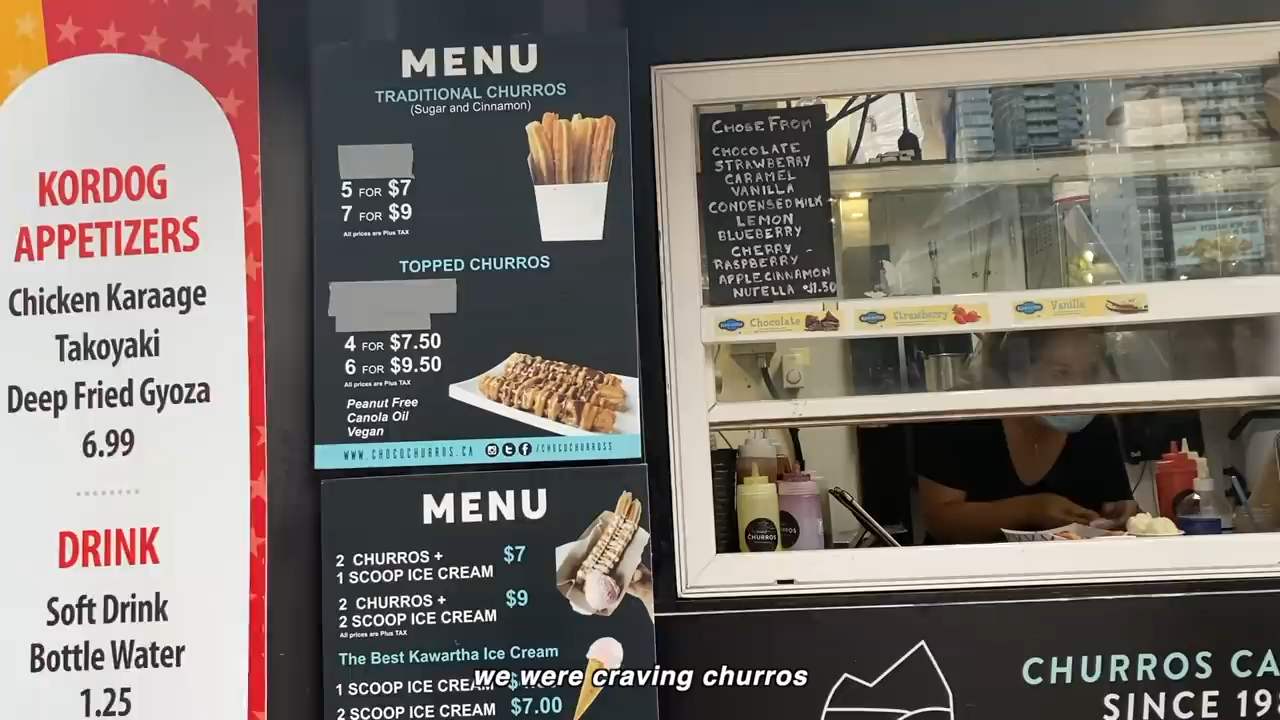 KORDOG
APPETIZERS
Chicken Karaage
Takoyaki
Deep Fried Gyoza
6.99
DRINK
Soft Drink
Bottle Water
1.25
MENU
TRADITIONAL CHURROS
(Sugar and Cinnamon)
5 FOR $7
7 FOR $9
All prices are Plus TAX
TOPPED CHURROS
4 FOR $7.50
6 FOR $9.50
All prices are Plus TAX
Peanut Free
Canola Oil
Vegan
WWW.CHOCOCHURROS.CA /CHOCOCHURROSS
MENU
2 CHURROS + $7
1 SCOOP ICE CREAM
2 CHURROS + $9
2 SCOOP ICE CREAM
All prices are Plus TAX
The Best Kawartha Ice Cream
1 SCOOP ICE CREAM
2 SCOOP ICE CREAM $7.00
CHOSE FROM
CHOCOLATE
STRAWBERRY
CARAMEL
VANILLA
CONDENSED MILK
LEMON
BLUEBERRY
CHERRY -
RASPBERRY
APPLE CINNAMON
NUTELLA $1.50
Chocolate
Strawberry
Vanilla
CHURROS
CHURROS CA
SINCE 19
we were craving churros